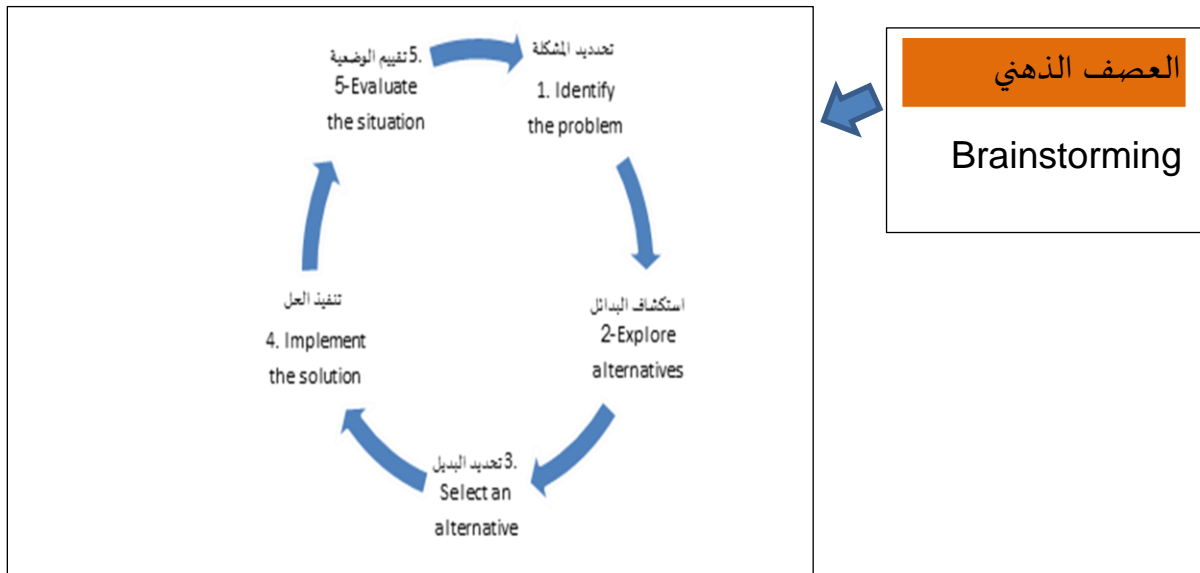 العصف الذهني
Brainstorming
تحدديد المشكلة
1. Identify
the problem
استكشاف البدائل
2-Explore
alternatives
.3 تحديد البديل
Select an
alternative
تنفيذ الحل
4. Implement
the solution
.5 تقييم الوضعية
5-Evaluate
the situation